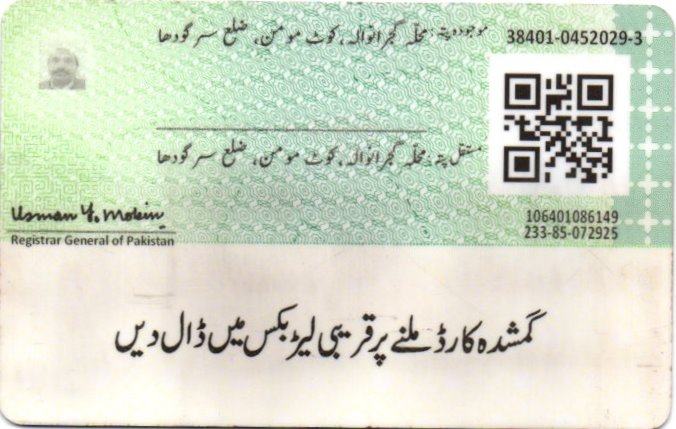 موجودہ پتہ: محلہ گجرانوالہ، کوٹ مومن، ضلع سرگودھا
38401-0452029-3
مستقل پتہ: محلہ گجرانوالہ، کوٹ مومن، ضلع سرگودھا
106401086149
233-85-072925
Usman Y. Mobin
Registrar General of Pakistan
گمشدہ کارڈ ملنے پر قریبی لیٹر بکس میں ڈال دیں